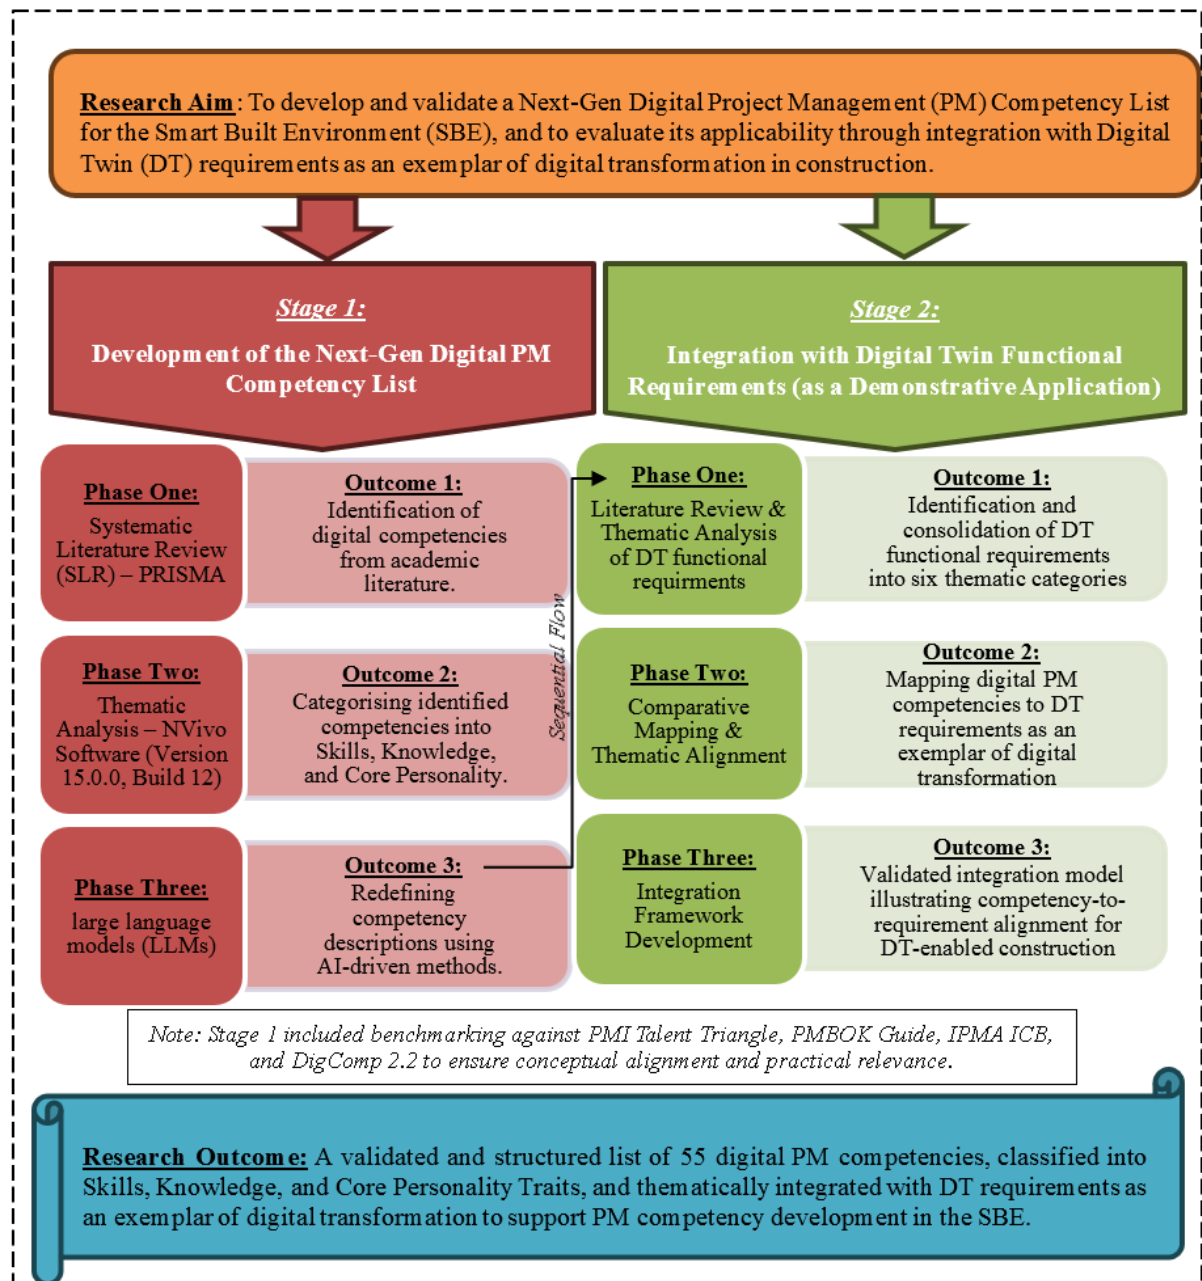 Research Aim: To develop and validate a Next-Gen Digital Project Management (PM) Competency List
for the Smart Built Environment (SBE), and to evaluate its applicability through integration with Digital
Twin (DT) requirements as an exemplar of digital transformation in construction.
Stage 1:
Development of the Next-Gen Digital PM
Competency List
Stage 2:
Integration with Digital Twin Functional
Requirements (as a Demonstrative Application)
Phase One:
Systematic
Literature Review
(SLR) – PRISMA
Outcome 1:
Identification of
digital competencies
from academic
literature.
Phase Two:
Thematic
Analysis – NVivo
Software (Version
15.0.0, Build 12)
Outcome 2:
Categorising identified
competencies into
Skills, Knowledge,
and Core Personality.
Phase Three:
large language
models (LLMs)
Outcome 3:
Redefining
competency
descriptions using
AI-driven methods.
Sequential Flow
Phase One:
Literature Review &
Thematic Analysis
of DT functional
requirments
Outcome 1:
Identification and
consolidation of DT
functional requirements
into six thematic categories
Phase Two:
Comparative
Mapping &
Thematic Alignment
Outcome 2:
Mapping digital PM
competencies to DT
requirements as an
exemplar of digital
transformation
Phase Three:
Integration
Framework
Development
Outcome 3:
Validated integration model
illustrating competency-to-
requirement alignment for
DT-enabled construction
Note: Stage 1 included benchmarking against PMI Talent Triangle, PMBOK Guide, IPMA ICB,
and DigComp 2.2 to ensure conceptual alignment and practical relevance.
Research Outcome: A validated and structured list of 55 digital PM competencies, classified into
Skills, Knowledge, and Core Personality Traits, and thematically integrated with DT requirements as
an exemplar of digital transformation to support PM competency development in the SBE.